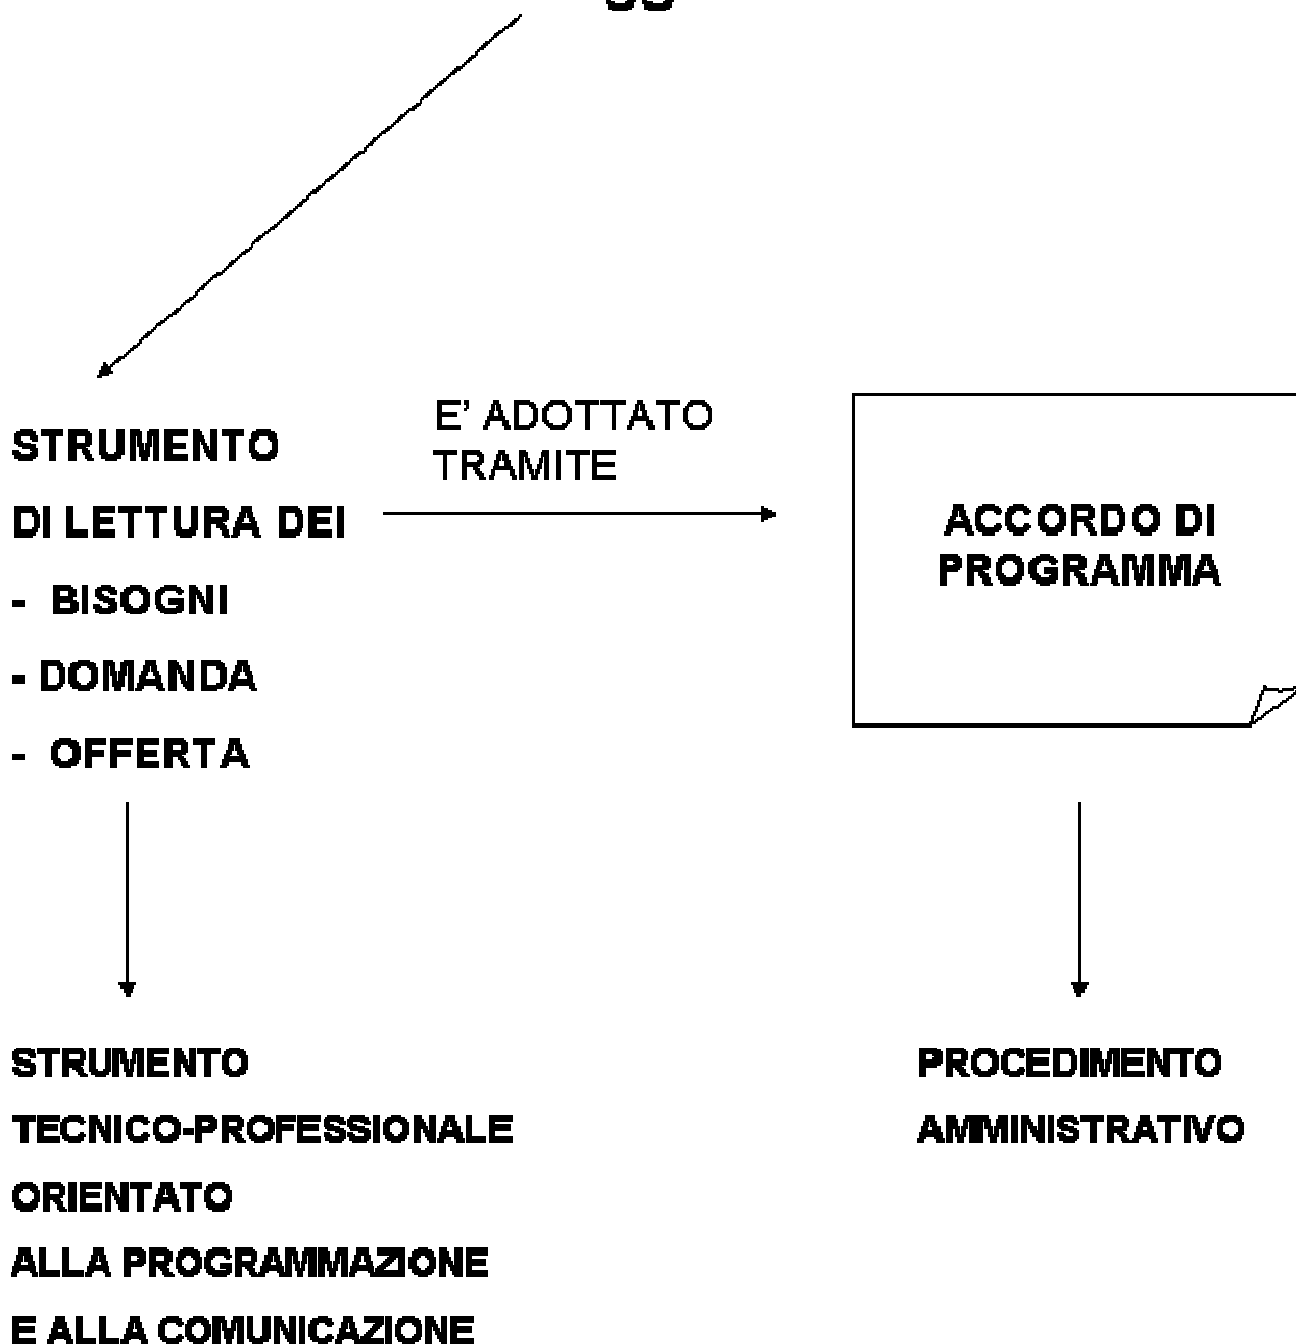 STRUMENTO
DI LETTURA DEI
- BISOGNI
- DOMANDA
- OFFERTA
E' ADOTTATO
TRAMITE
ACCORDO DI
PROGRAMMA
STRUMENTO
TECNICO-PROFESSIONALE
ORIENTATO
ALLA PROGRAMMAZIONE
E ALLA COMUNICAZIONE
PROCEDIMENTO
AMMINISTRATIVO